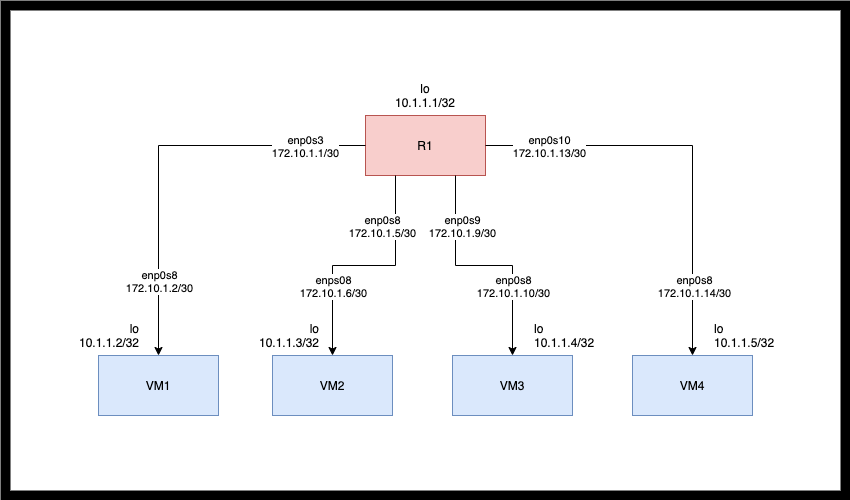 lo
10.1.1.1/32
R1
enp0s3
172.10.1.1/30
enp0s10
172.10.1.13/30
enp0s8
172.10.1.5/30
enp0s9
172.10.1.9/30
enp0s8
172.10.1.2/30
enps08
172.10.1.6/30
enp0s8
172.10.1.10/30
enp0s8
172.10.1.14/30
lo
10.1.1.2/32
lo
10.1.1.3/32
lo
10.1.1.4/32
lo
10.1.1.5/32
VM1
VM2
VM3
VM4